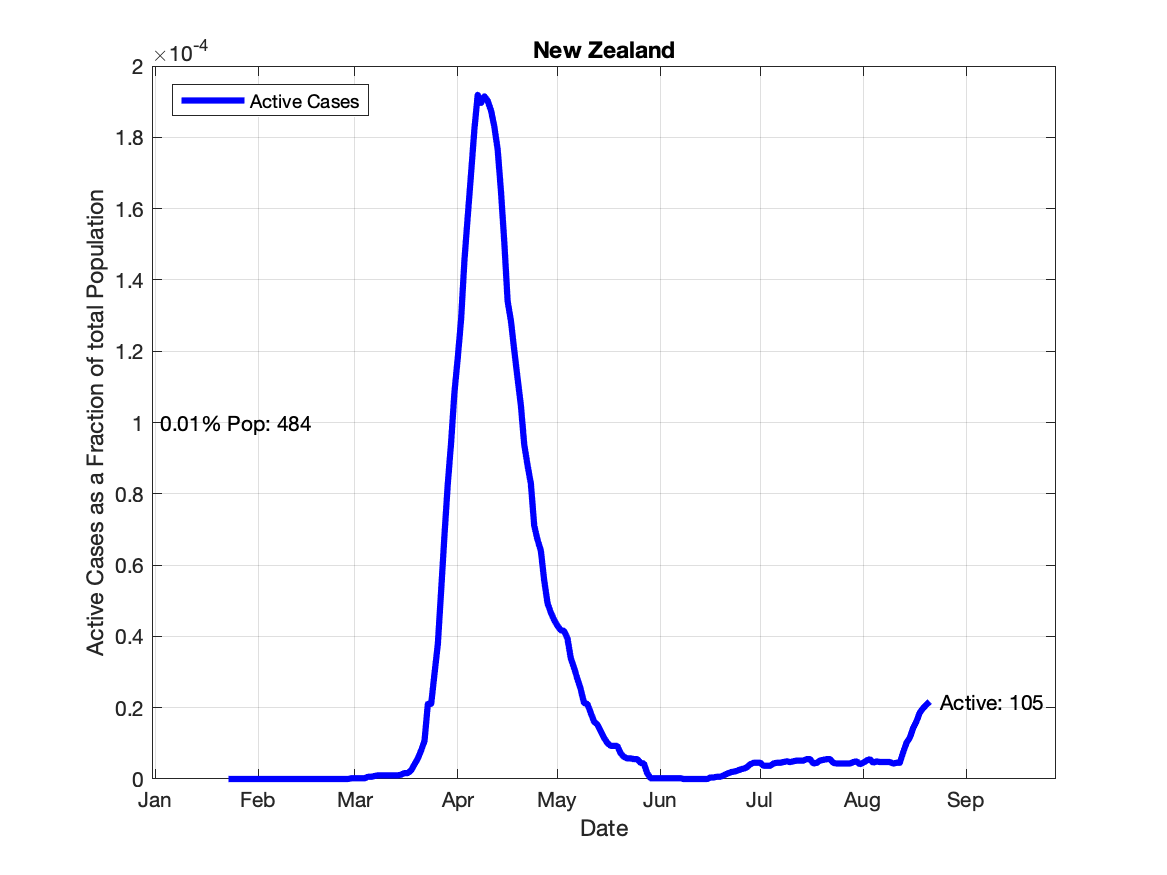 New Zealand
×10-4
Active Cases
2
1.8
1.6
1.4
1.2
1
0.8
0.6
0.4
0.2
0
0.01% Pop: 484
Active: 105
Active Cases as a Fraction of total Population
Jan Feb Mar Apr May Jun Jul Aug Sep
Date